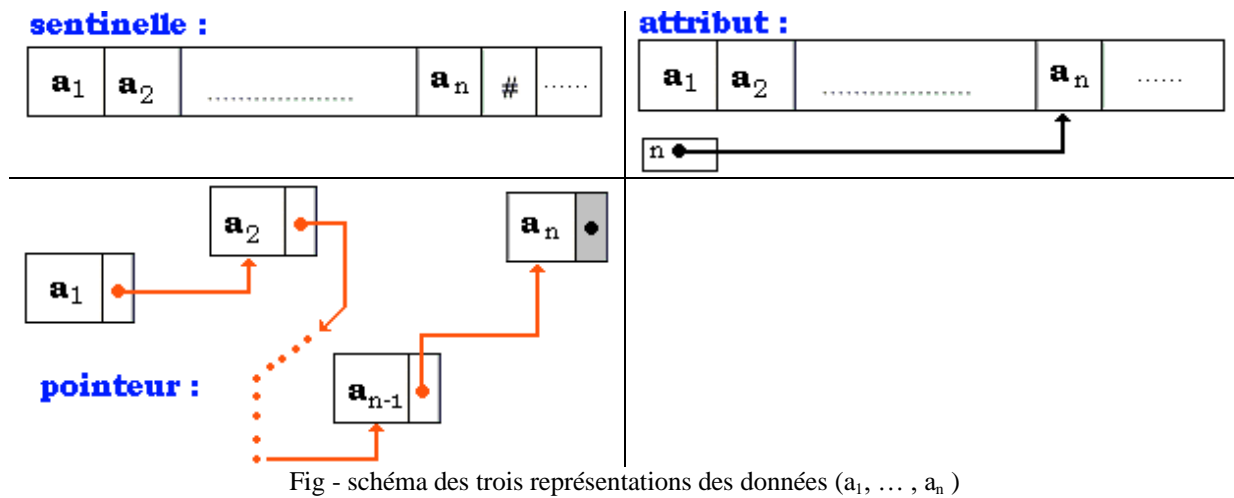 sentinelle :
a1 a2 ................. an # ......
attribut :
a1 a2 ................. an ......
n
a2
an
a1
pointeur :
an-1
Fig - schéma des trois représentations des données (a1, … , an )